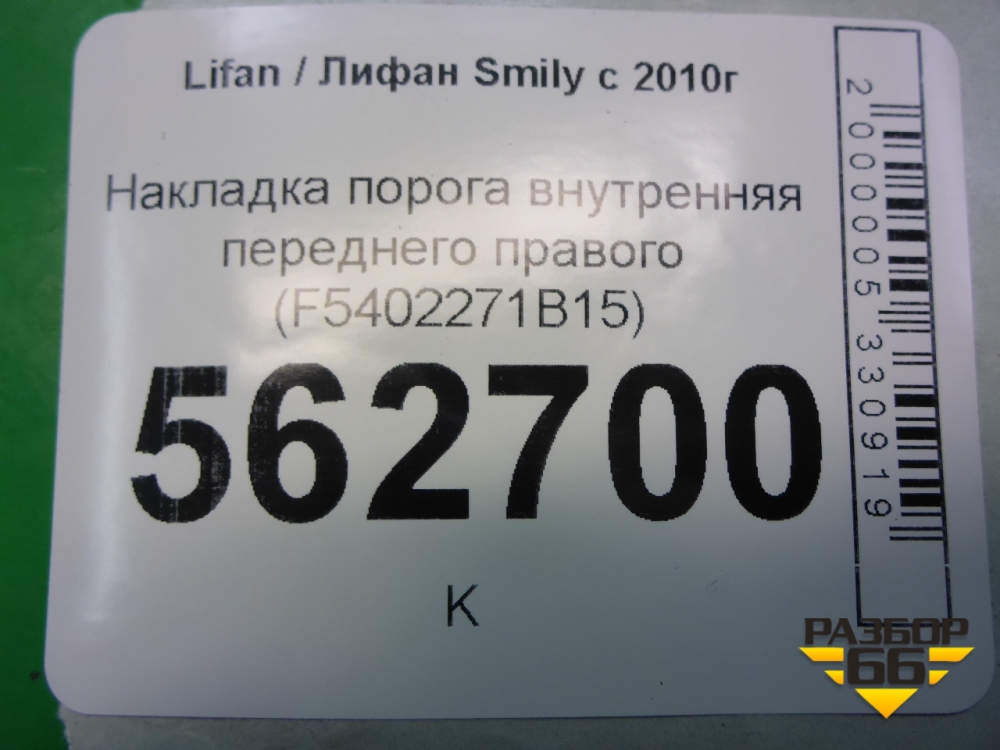 Lifan / Лифан Smily с 2010г
Накладка порога внутренняя
переднего правого
(F5402271B15)
562700
К
2000005330919
РАЗБОР
66